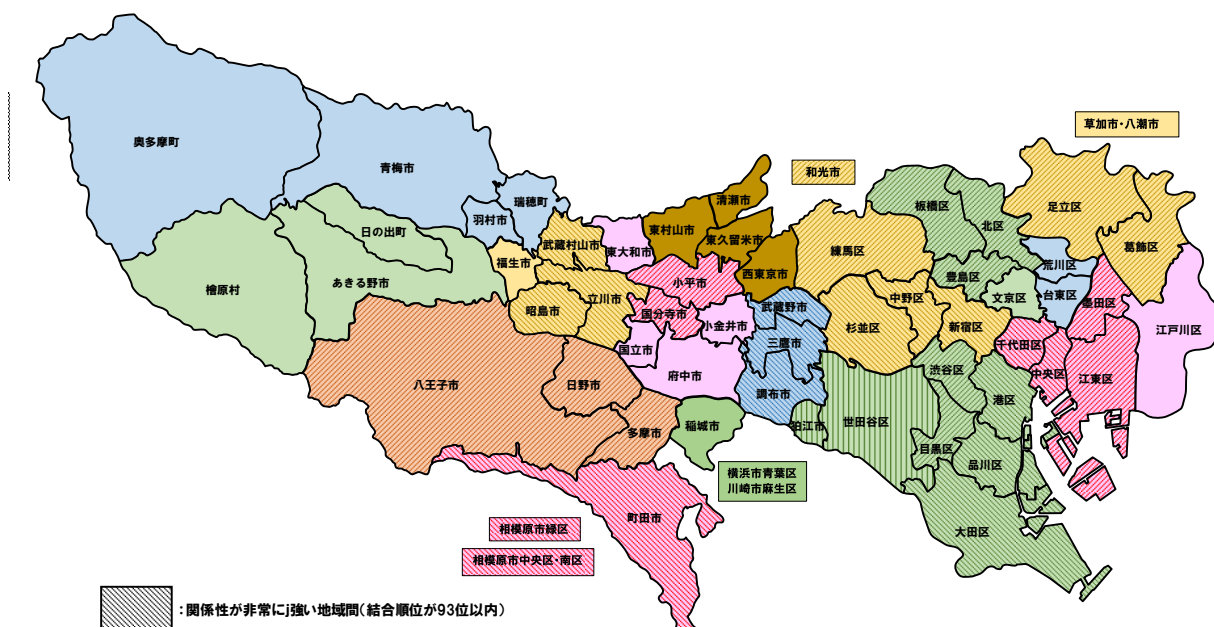 草加市・八潮市
奥多摩町
青梅市
和光市
清瀬市
瑞穂町
板橋区
足立区
羽村市
日の出町
武蔵村山市
東大和市
東村山市
東久留米市
北区
葛飾区
福生市
練馬区
荒川区
西東京市
豊島区
檜原村
あきる野市
立川市
小平市
文京区
台東区
昭島市
国分寺市
小金井市
武蔵野市
中野区
墨田区
杉並区
新宿区
江戸川区
国立市
三鷹市
千代田区
府中市
渋谷区
中央区
江東区
八王子市
日野市
調布市
港区
多摩市
稲城市
狛江市
世田谷区
目黒区
品川区
横浜市青葉区
川崎市麻生区
町田市
大田区
相模原市緑区
相模原市中央区・南区
:関係性が非常にj強い地域間(結合順位が93位以内)